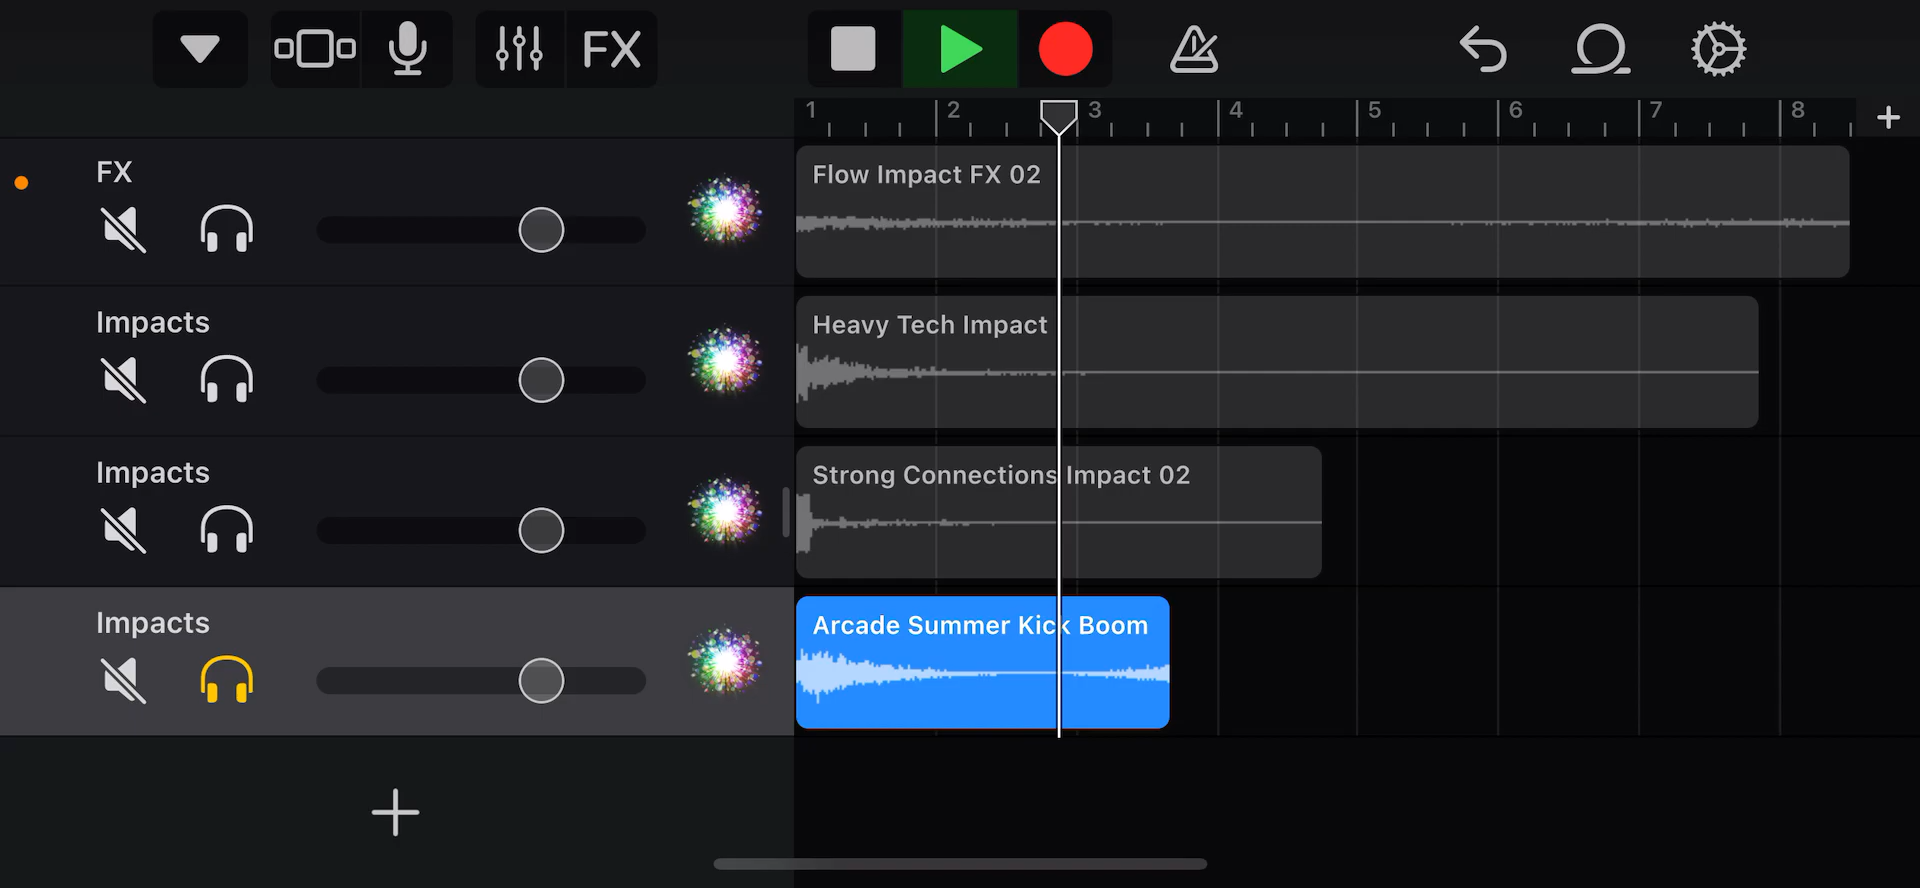 FX
1 2 3 4 5 6 7 8
FX
Flow Impact FX 02
Impacts
Heavy Tech Impact
Impacts
Strong Connections Impact 02
Impacts
Arcade Summer Kick Boom